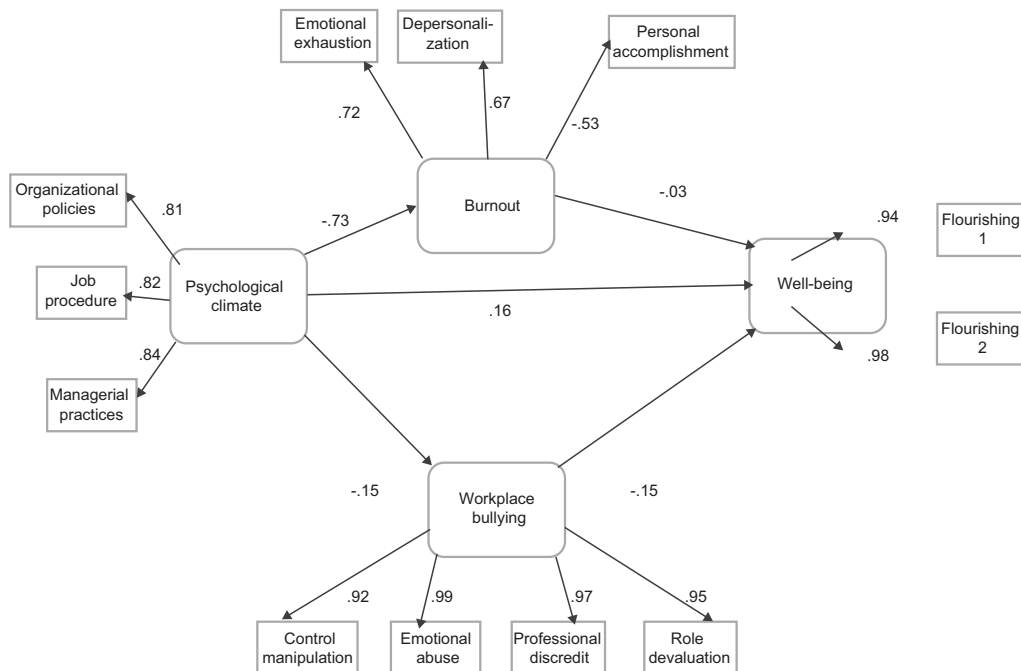 Emotional
exhaustion
Depersonali-
zation
Personal
accomplishment
.72
.67
-.53
Organizational
policies
.81
-.73
Burnout
-.03
.94
Flourishing
1
Job
procedure
.82
Psychological
climate
.16
Well-being
.98
Flourishing
2
Managerial
practices
.84
-.15
Workplace
bullying
-.15
.92
.99
.97
.95
Control
manipulation
Emotional
abuse
Professional
discredit
Role
devaluation